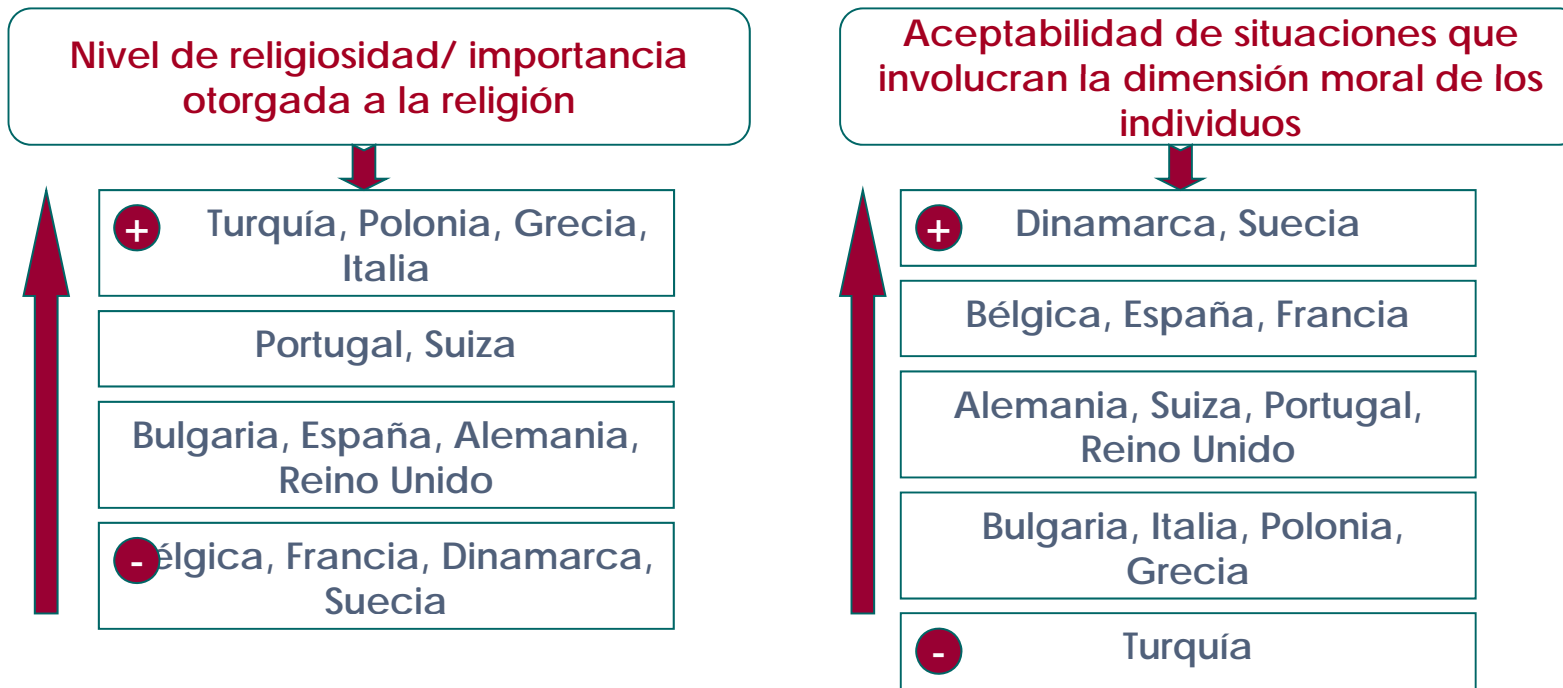 Nivel de religiosidad/ importancia
otorgada a la religión
+ Turquía, Polonia, Grecia,
Italia
Portugal, Suiza
Bulgaria, España, Alemania,
Reino Unido
- élgica, Francia, Dinamarca,
Suecia
Aceptabilidad de situaciones que
involucran la dimensión moral de los
individuos
+ Dinamarca, Suecia
Bélgica, España, Francia
Alemania, Suiza, Portugal,
Reino Unido
Bulgaria, Italia, Polonia,
Grecia
- Turquía